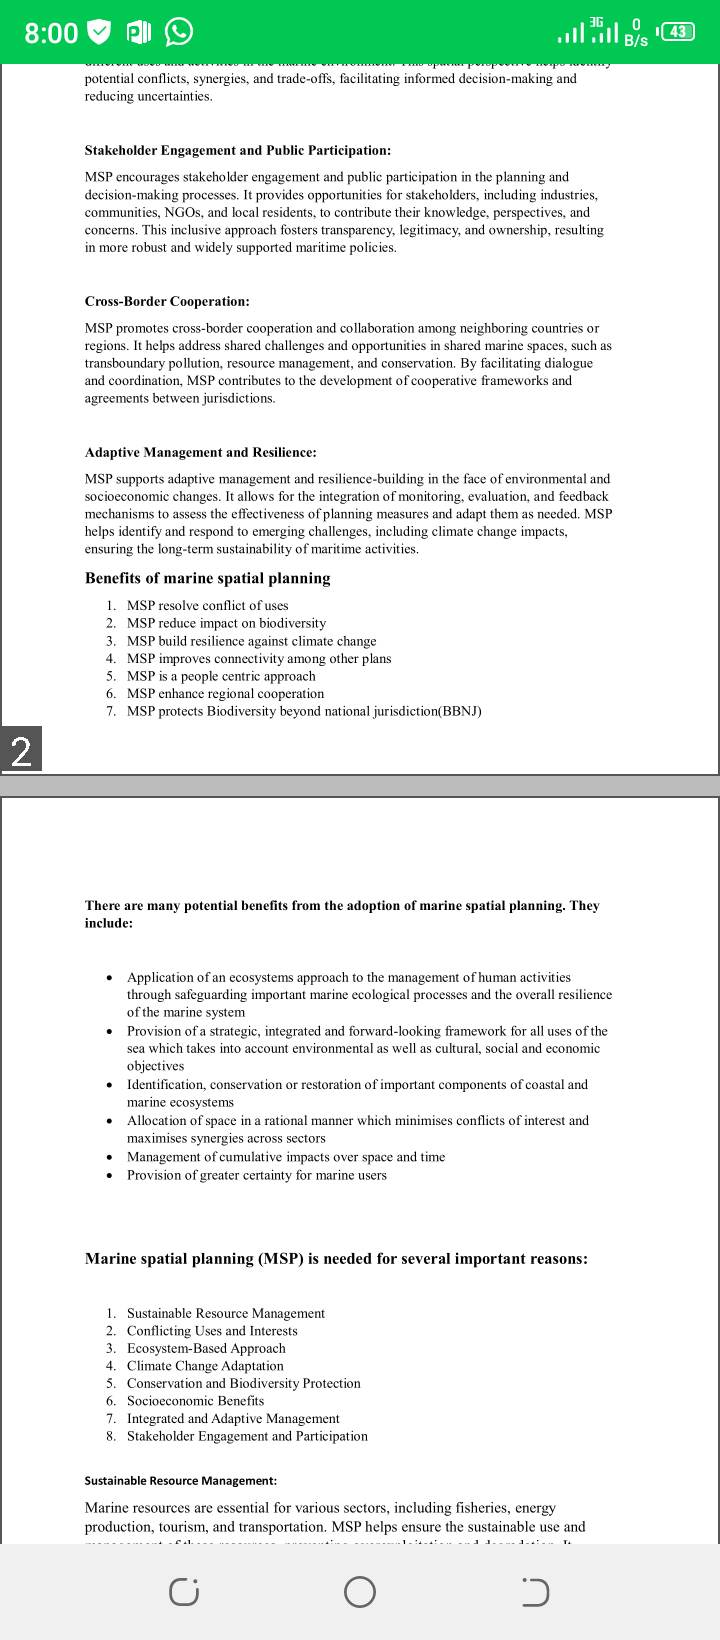 8:00
3G
0
B/s
43
potential conflicts, synergies, and trade-offs, facilitating informed decision-making and
reducing uncertainties.
Stakeholder Engagement and Public Participation:
MSP encourages stakeholder engagement and public participation in the planning and
decision-making processes. It provides opportunities for stakeholders, including industries,
communities, NGOs, and local residents, to contribute their knowledge, perspectives, and
concerns. This inclusive approach fosters transparency, legitimacy, and ownership, resulting
in more robust and widely supported maritime policies.
Cross-Border Cooperation:
MSP promotes cross-border cooperation and collaboration among neighboring countries or
regions. It helps address shared challenges and opportunities in shared marine spaces, such as
transboundary pollution, resource management, and conservation. By facilitating dialogue
and coordination, MSP contributes to the development of cooperative frameworks and
agreements between jurisdictions.
Adaptive Management and Resilience:
MSP supports adaptive management and resilience-building in the face of environmental and
socioeconomic changes. It allows for the integration of monitoring, evaluation, and feedback
mechanisms to assess the effectiveness of planning measures and adapt them as needed. MSP
helps identify and respond to emerging challenges, including climate change impacts,
ensuring the long-term sustainability of maritime activities.
Benefits of marine spatial planning
1. MSP resolve conflict of uses
2. MSP reduce impact on biodiversity
3. MSP build resilience against climate change
4. MSP improves connectivity among other plans
5. MSP is a people centric approach
6. MSP enhance regional cooperation
7. MSP protects Biodiversity beyond national jurisdiction(BBNJ)
2
There are many potential benefits from the adoption of marine spatial planning. They
include:
• Application of an ecosystems approach to the management of human activities
through safeguarding important marine ecological processes and the overall resilience
of the marine system
• Provision of a strategic, integrated and forward-looking framework for all uses of the
sea which takes into account environmental as well as cultural, social and economic
objectives
• Identification, conservation or restoration of important components of coastal and
marine ecosystems
• Allocation of space in a rational manner which minimises conflicts of interest and
maximises synergies across sectors
• Management of cumulative impacts over space and time
• Provision of greater certainty for marine users
Marine spatial planning (MSP) is needed for several important reasons:
1. Sustainable Resource Management
2. Conflicting Uses and Interests
3. Ecosystem-Based Approach
4. Climate Change Adaptation
5. Conservation and Biodiversity Protection
6. Socioeconomic Benefits
7. Integrated and Adaptive Management
8. Stakeholder Engagement and Participation
Sustainable Resource Management:
Marine resources are essential for various sectors, including fisheries, energy
production, tourism, and transportation. MSP helps ensure the sustainable use and